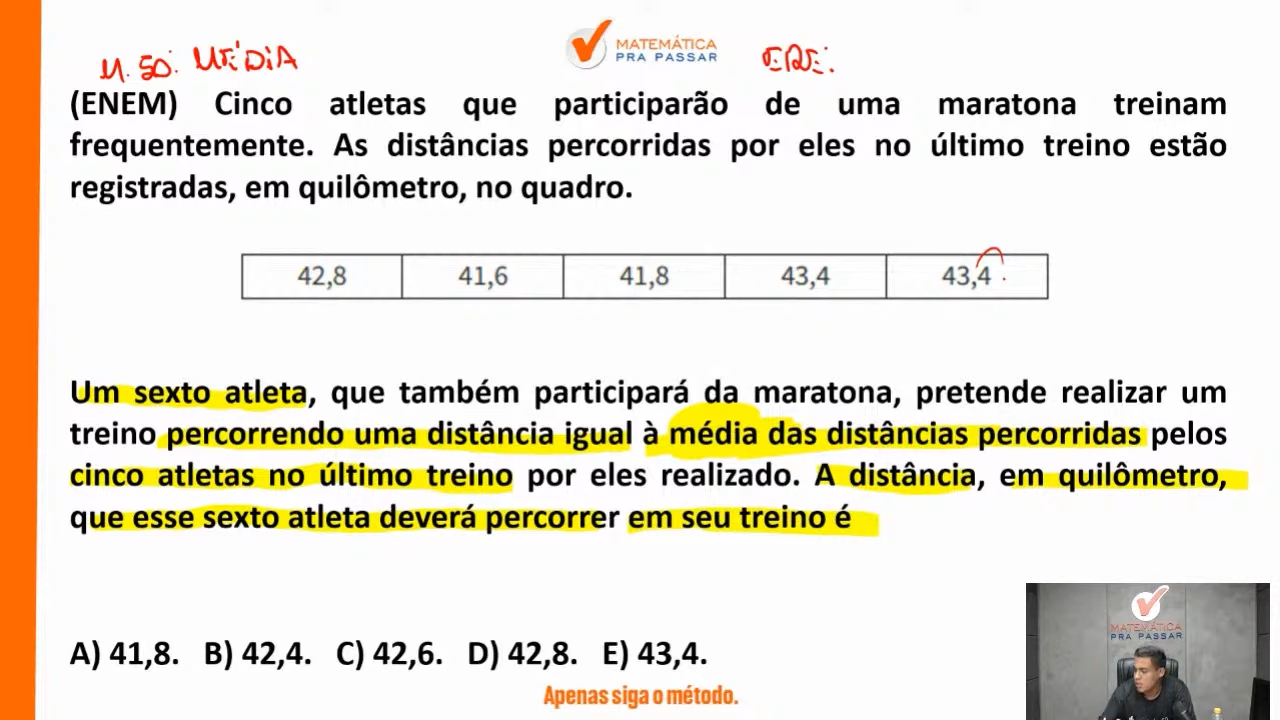 MATEMÁTICA
PRA PASSAR
M. SD: MÉDIA
(ENEM) Cinco atletas que participarão de uma maratona treinam
frequentemente. As distâncias percorridas por eles no último treino estão
registradas, em quilômetro, no quadro.
42,8 41,6 41,8 43,4 43,4
Um sexto atleta, que também participará da maratona, pretende realizar um
treino percorrendo uma distância igual à média das distâncias percorridas pelos
cinco atletas no último treino por eles realizado. A distância, em quilômetro,
que esse sexto atleta deverá percorrer em seu treino é
A) 41,8. B) 42,4. C) 42,6. D) 42,8. E) 43,4.
Apenas siga o método.
MATEMÁTICA
PRA PASSAR